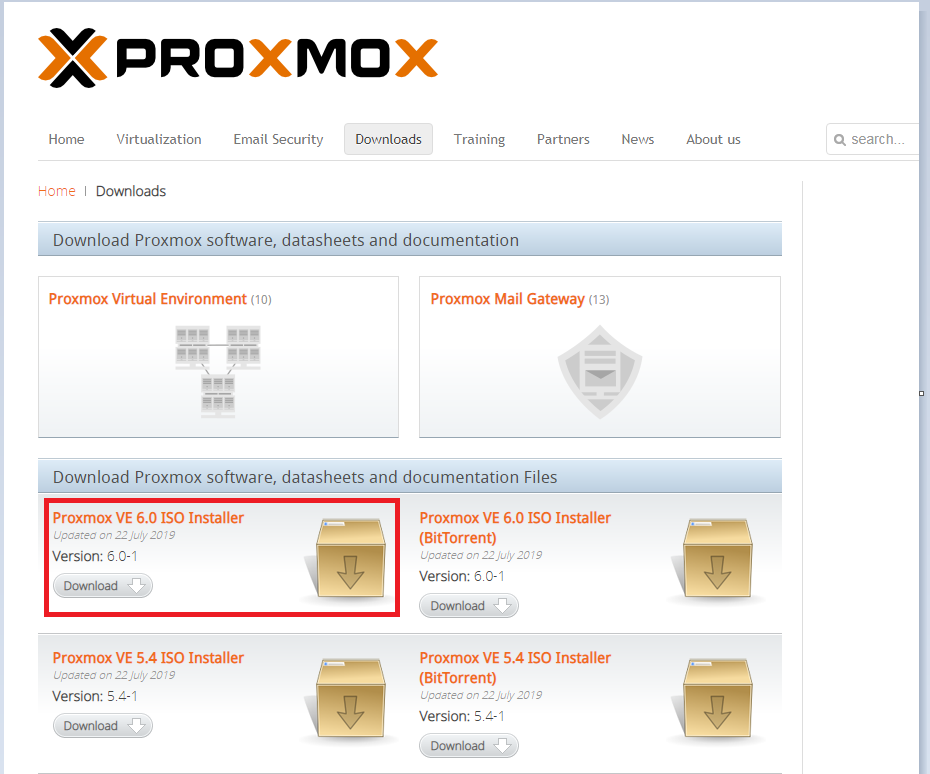 PROXMOX
Home Virtualization Email Security Downloads Training Partners News About us search...
Home | Downloads
Download Proxmox software, datasheets and documentation
Proxmox Virtual Environment (10)
Proxmox Mail Gateway (13)
Download Proxmox software, datasheets and documentation Files
Proxmox VE 6.0 ISO Installer
Updated on 22 July 2019
Version: 6.0-1
Download
Proxmox VE 6.0 ISO Installer
(BitTorrent)
Updated on 22 July 2019
Version: 6.0-1
Download
Proxmox VE 5.4 ISO Installer
Updated on 22 July 2019
Version: 5.4-1
Download
Proxmox VE 5.4 ISO Installer
(BitTorrent)
Updated on 22 July 2019
Version: 5.4-1
Download